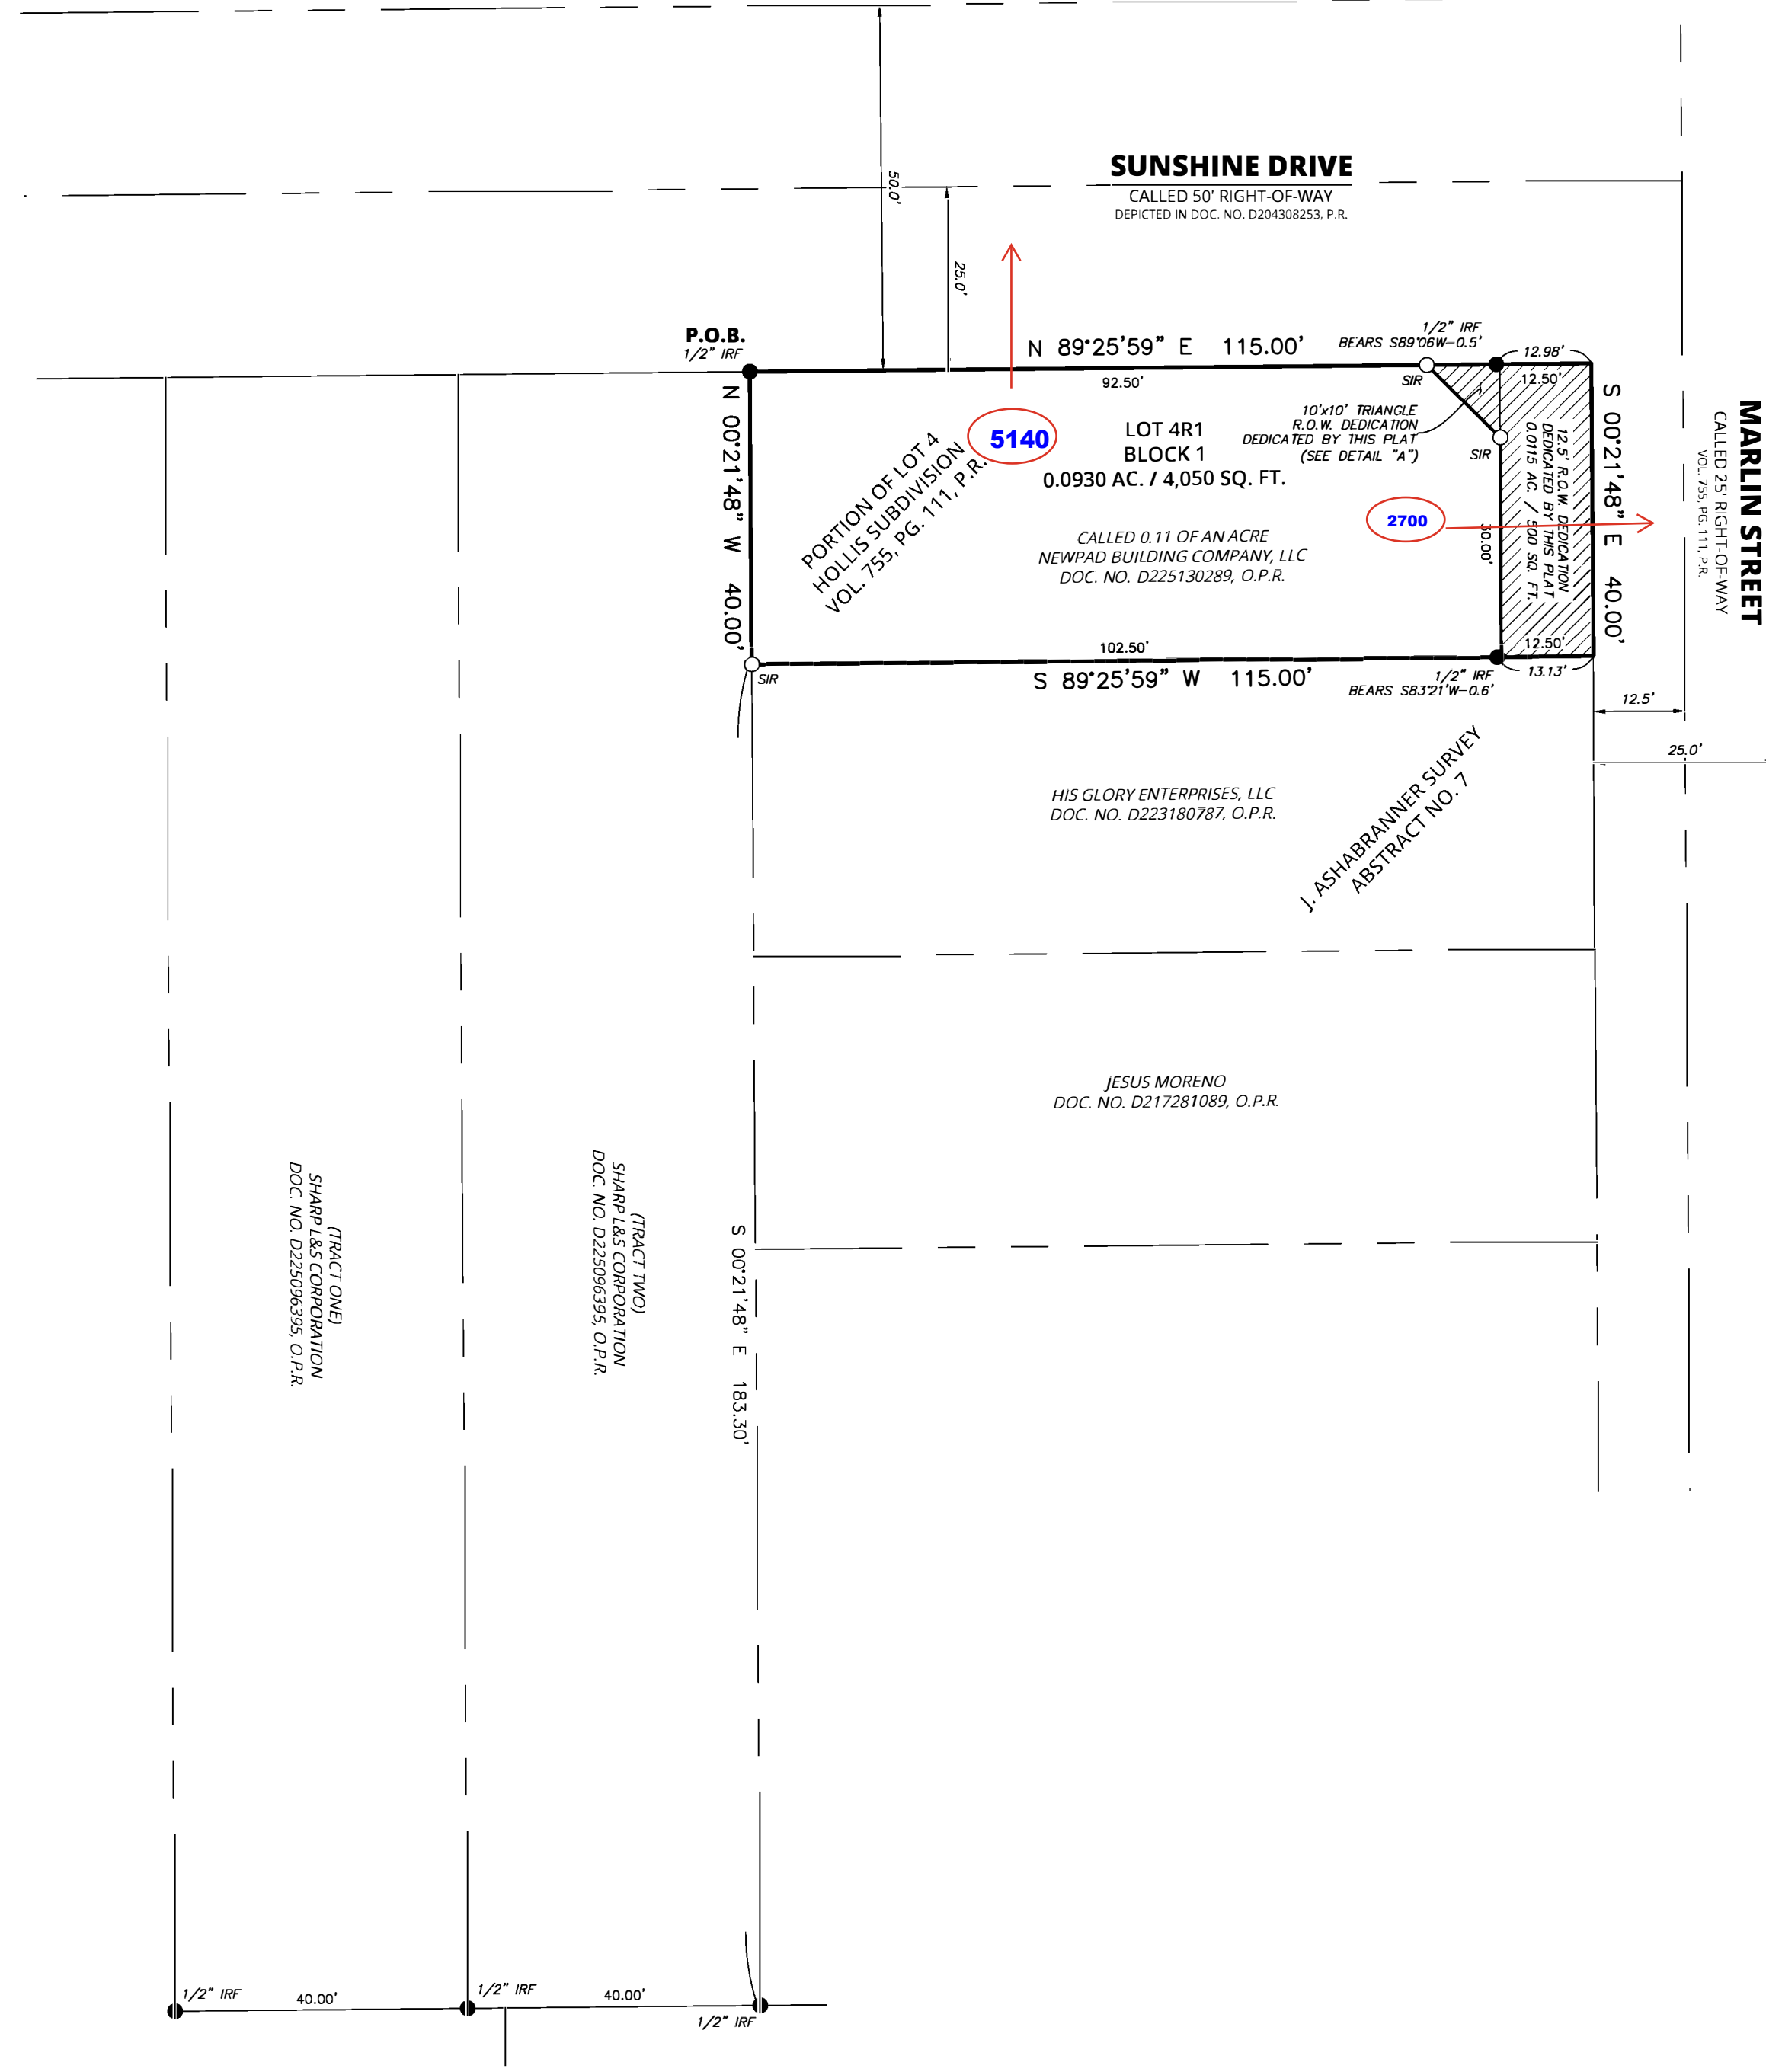 SUNSHINE DRIVE
CALLED 50' RIGHT-OF-WAY
DEPICTED IN DOC. NO. D204308253, P.R.
50.0'
25.0'
P.O.B.
1/2" IRF
N 89°25'59" E 115.00'
92.50'
1/2" IRF
BEARS S89°06'W-0.5'
12.98'
12.50'
SIR
10'x10' TRIANGLE
R.O.W. DEDICATION
DEDICATED BY THIS PLAT
(SEE DETAIL "A")
SIR
N 00°21'48" W 40.00'
PORTION OF LOT 4
HOLLIS SUBDIVISION
VOL. 755, PG. 111, P.R.
5140
LOT 4R1
BLOCK 1
0.0930 AC. / 4,050 SQ. FT.
CALLED 0.11 OF AN ACRE
NEWPAD BUILDING COMPANY, LLC
DOC. NO. D225130289, O.P.R.
2700
30.00'
12.5' R.O.W. DEDICATION
DEDICATED BY THIS PLAT
0.0115 AC. / 500 SQ. FT.
S 00°21'48" E 40.00'
MARLIN STREET
CALLED 25' RIGHT-OF-WAY
VOL. 755, PG. 111, P.R.
102.50'
12.50'
SIR
S 89°25'59" W 115.00'
1/2" IRF
BEARS S83°21'W-0.6'
13.13'
12.5'
25.0'
HIS GLORY ENTERPRISES, LLC
DOC. NO. D223180787, O.P.R.
J. ASHABRANNER SURVEY
ABSTRACT NO. 7
JESUS MORENO
DOC. NO. D217281089, O.P.R.
(TRACT ONE)
SHARP L&S CORPORATION
DOC. NO. D225096395, O.P.R.
(TRACT TWO)
SHARP L&S CORPORATION
DOC. NO. D225096395, O.P.R.
S 00°21'48" E 183.30'
1/2" IRF
40.00'
1/2" IRF
40.00'
1/2" IRF